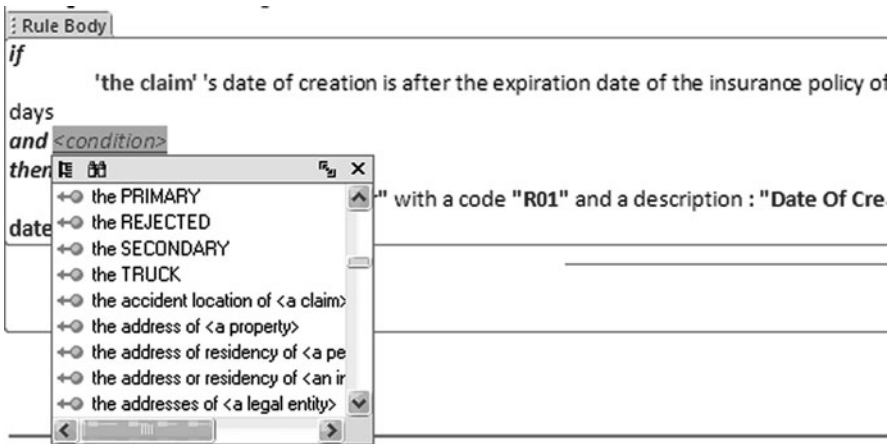 Rule Body
if
'the claim' 's date of creation is after the expiration date of the insurance policy of
days
and <condition>
then
" with a code "R01" and a description : "Date Of Cre
date
the PRIMARY
the REJECTED
the SECONDARY
the TRUCK
the accident location of <a claim>
the address of <a property>
the address of residency of <a pe
the address or residency of <an in
the addresses of <a legal entity>